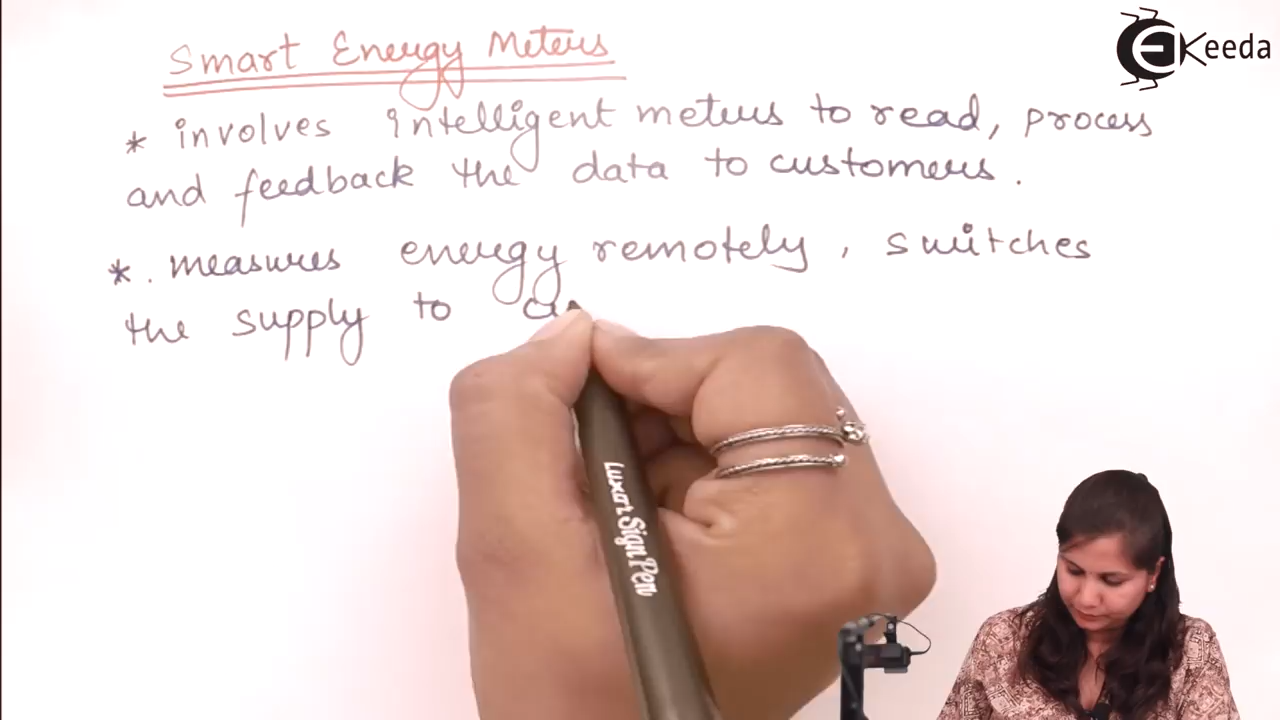 Smart Energy Meters
* involves intelligent meters to read, process
and feedback the data to customers.
*. measures energy remotely, switches
the supply to
Luxor Sign Pen
EKeeda